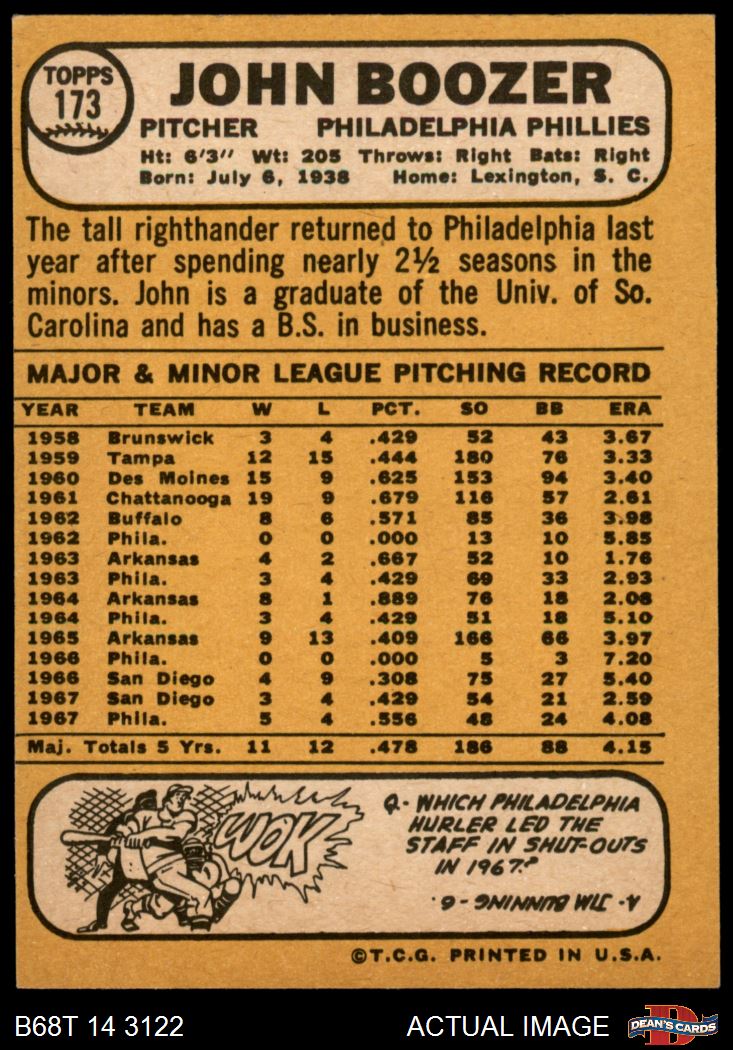 TOPPS
173
JOHN BOOZER
PITCHER PHILADELPHIA PHILLIES
Ht: 6'3" Wt: 205 Throws: Right Bats: Right
Born: July 6, 1938 Home: Lexington, S. C.
The tall righthander returned to Philadelphia last
year after spending nearly 2½ seasons in the
minors. John is a graduate of the Univ. of So.
Carolina and has a B.S. in business.
MAJOR & MINOR LEAGUE PITCHING RECORD
YEAR TEAM W L PCT. SO BB ERA
1958 Brunswick 3 4 .429 52 43 3.67
1959 Tampa 12 15 .444 180 76 3.33
1960 Des Moines 15 9 .625 153 94 3.40
1961 Chattanooga 19 9 .679 116 57 2.61
1962 Buffalo 8 6 .571 85 36 3.98
1962 Phila. 0 0 .000 13 10 5.85
1963 Arkansas 4 2 .667 52 10 1.76
1963 Phila. 3 4 .429 69 33 2.93
1964 Arkansas 8 1 .889 76 18 2.06
1964 Phila. 3 4 .429 51 18 5.10
1965 Arkansas 9 13 .409 166 66 3.97
1966 Phila. 0 0 .000 5 3 7.20
1966 San Diego 4 9 .308 75 27 5.40
1967 San Diego 3 4 .429 54 21 2.59
1967 Phila. 5 4 .556 48 24 4.08
Maj. Totals 5 Yrs. 11 12 .478 186 88 4.15
WOK
Q- WHICH PHILADELPHIA
HURLER LED THE
STAFF IN SHUT-OUTS
IN 1967?
A- JIM BUNNING - 6.
©T.C.G. PRINTED IN U.S.A.
B68T 14 3122 ACTUAL IMAGE
D
DEAN'S CARDS